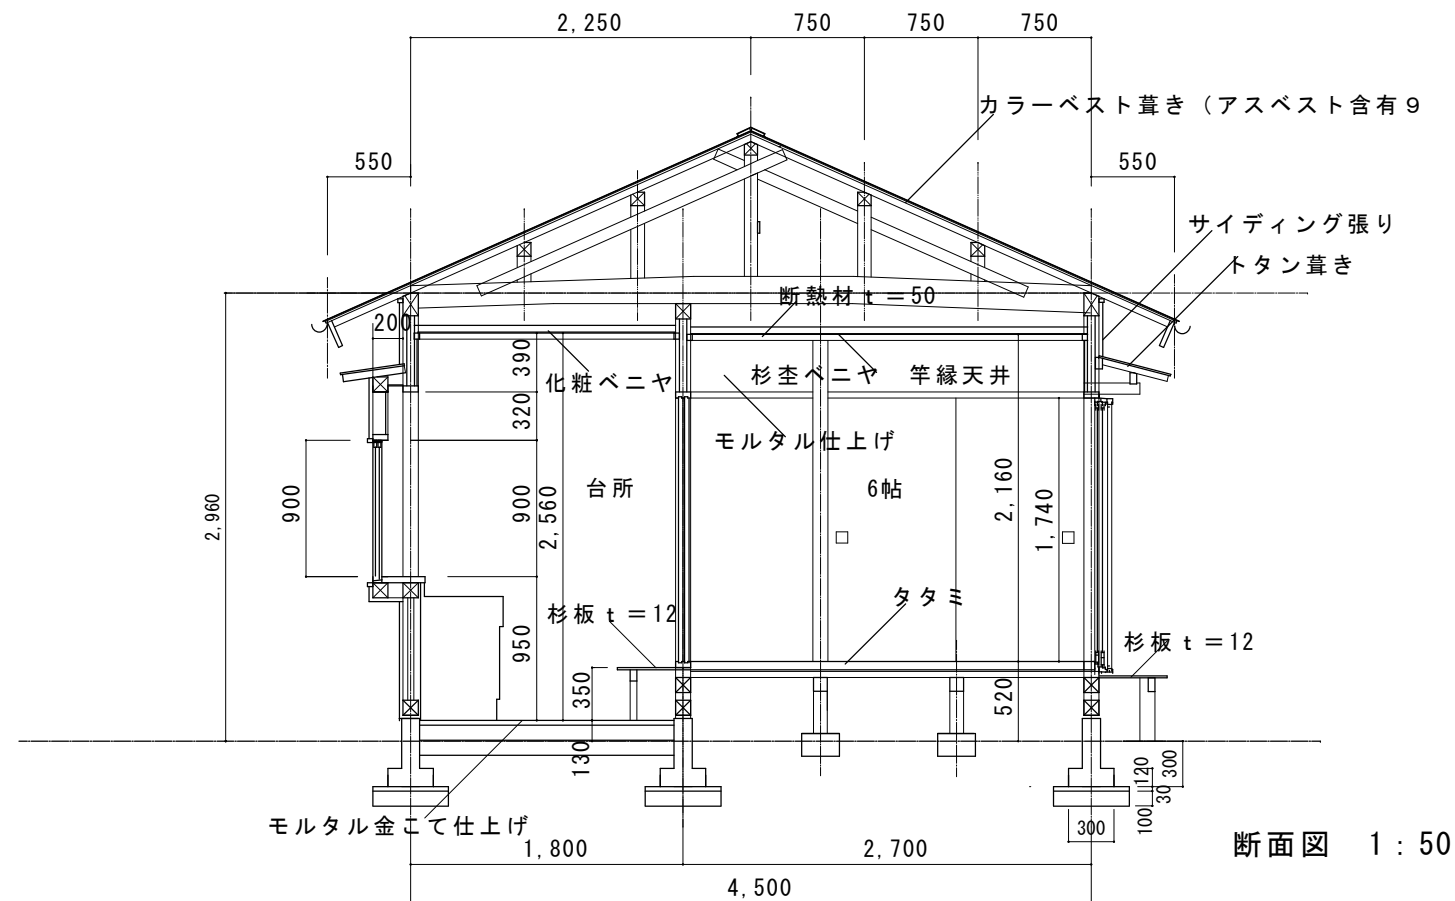 2,250
750
750
750
カラーベスト葺き（アスベスト含有９
550
550
サイディング張り
トタン葺き
断熱材ｔ＝50
200
390
化粧ベニヤ
杉杢ベニヤ
竿縁天井
320
モルタル仕上げ
2,960
900
900
2,560
台所
6帖
2,160
1,740
タタミ
杉板ｔ＝12
杉板ｔ＝12
950
350
520
130
120
300
30
100
300
モルタル金こて仕上げ
1,800
2,700
4,500
断面図　1：50